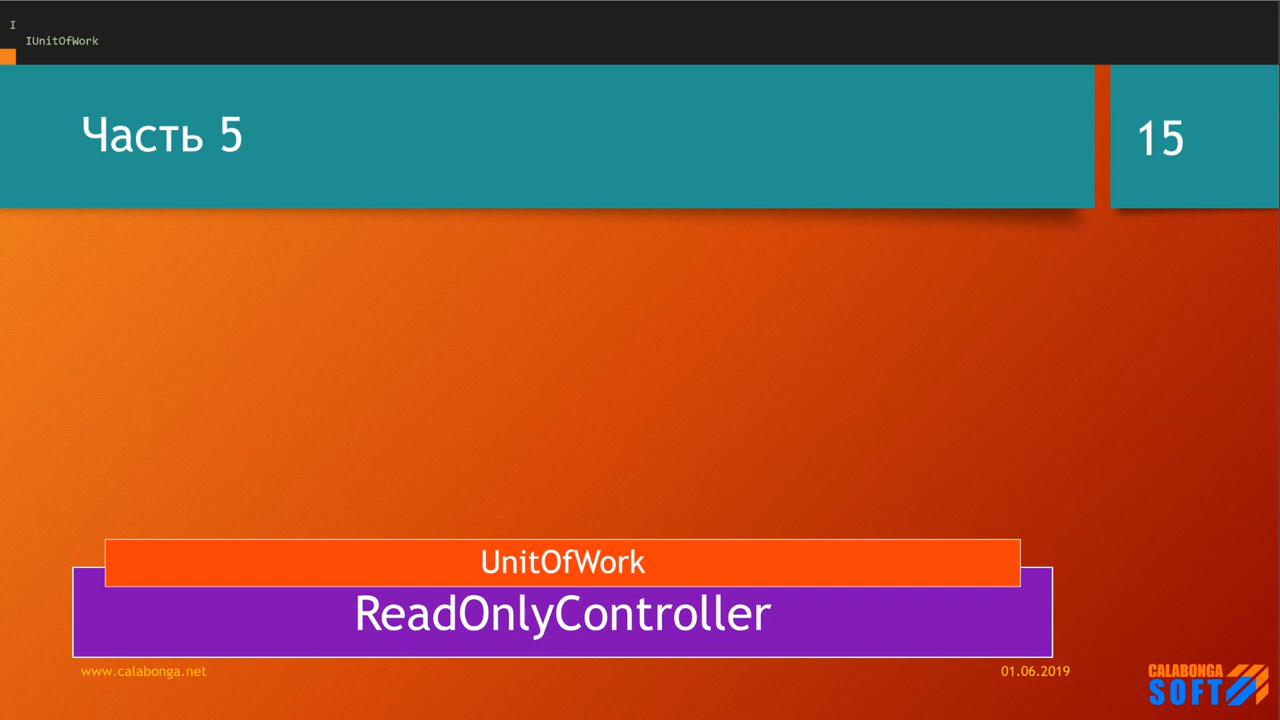 I
IUnitOfWork
Часть 5
15
UnitOfWork
ReadOnlyController
www.calabonga.net
01.06.2019
CALABONGA
SOFT